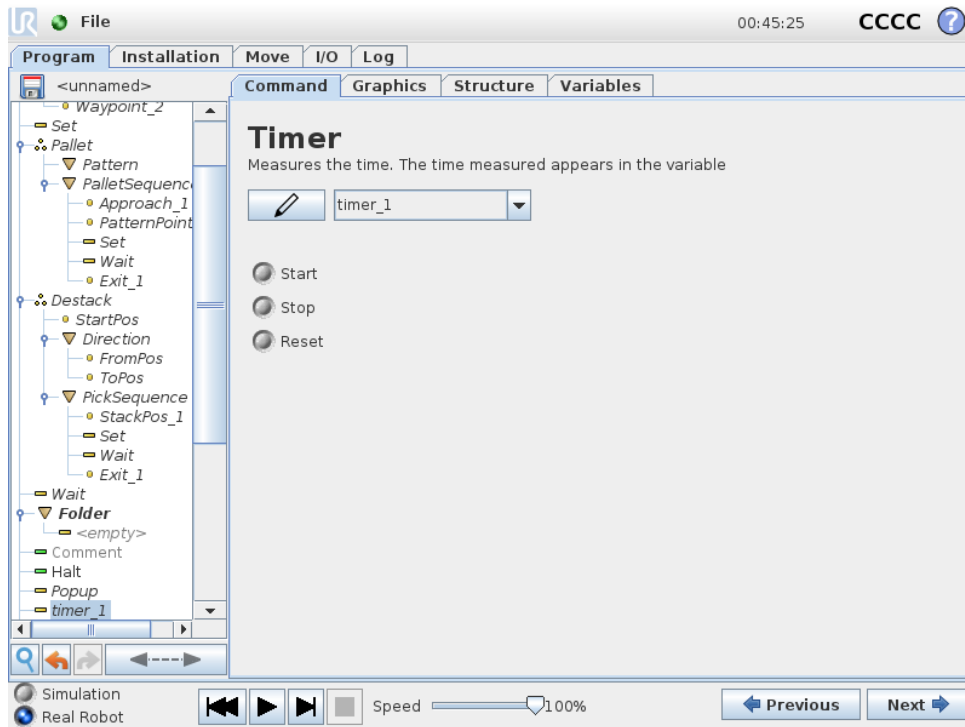 UR File 00:45:25 CCCC ?
Program Installation Move I/O Log
<unnamed> Command Graphics Structure Variables
Waypoint_2
Set
Pallet
Pattern
PalletSequenc
Approach_1
PatternPoint
Set
Wait
Exit_1
Destack
StartPos
Direction
FromPos
ToPos
PickSequence
StackPos_1
Set
Wait
Exit_1
Wait
Folder
<empty>
Comment
Halt
Popup
timer_1
Timer
Measures the time. The time measured appears in the variable
timer_1
Start
Stop
Reset
Simulation
Real Robot
Speed 100%
Previous Next